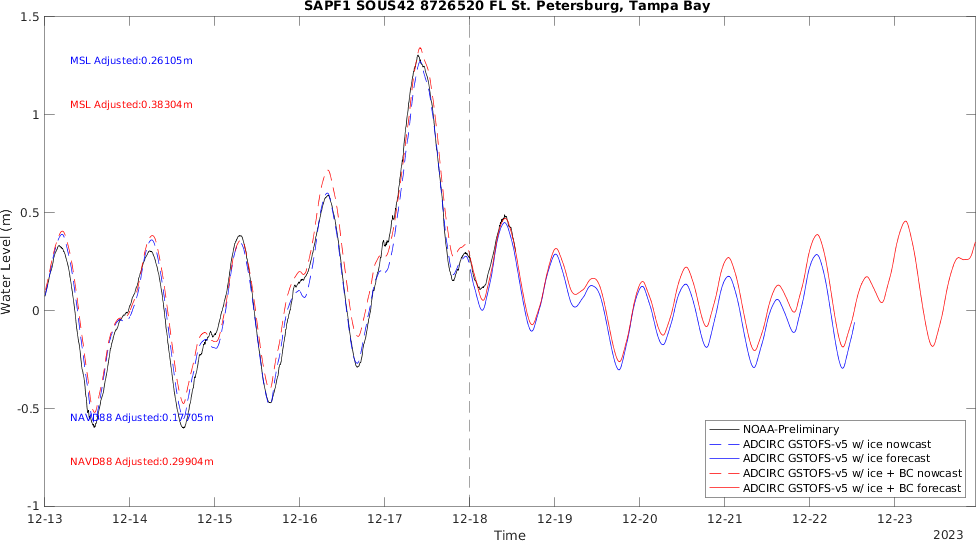 SAPF1 SOUS42 8726520 FL St. Petersburg, Tampa Bay
1.5
1
0.5
0
-0.5
-1
Water Level (m)
MSL Adjusted:0.26105m
MSL Adjusted:0.38304m
NAVD88 Adjusted:0.17705m
NAVD88 Adjusted:0.29904m
NOAA-Preliminary
ADCIRC GSTOFS-v5 w/ ice nowcast
ADCIRC GSTOFS-v5 w/ ice forecast
ADCIRC GSTOFS-v5 w/ ice + BC nowcast
ADCIRC GSTOFS-v5 w/ ice + BC forecast
12-13 12-14 12-15 12-16 12-17 12-18 12-19 12-20 12-21 12-22 12-23
Time
2023